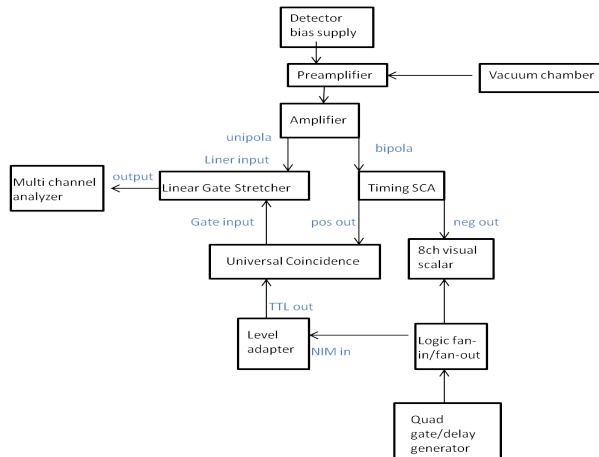 Detector
bias supply
Preamplifier
Vacuum chamber
Amplifier
unipola
bipola
Liner input
output
Multi channel
analyzer
Linear Gate Stretcher
Timing SCA
Gate input
pos out
neg out
Universal Coincidence
8ch visual
scalar
TTL out
Level
adapter
NIM in
Logic fan-
in/fan-out
Quad
gate/delay
generator